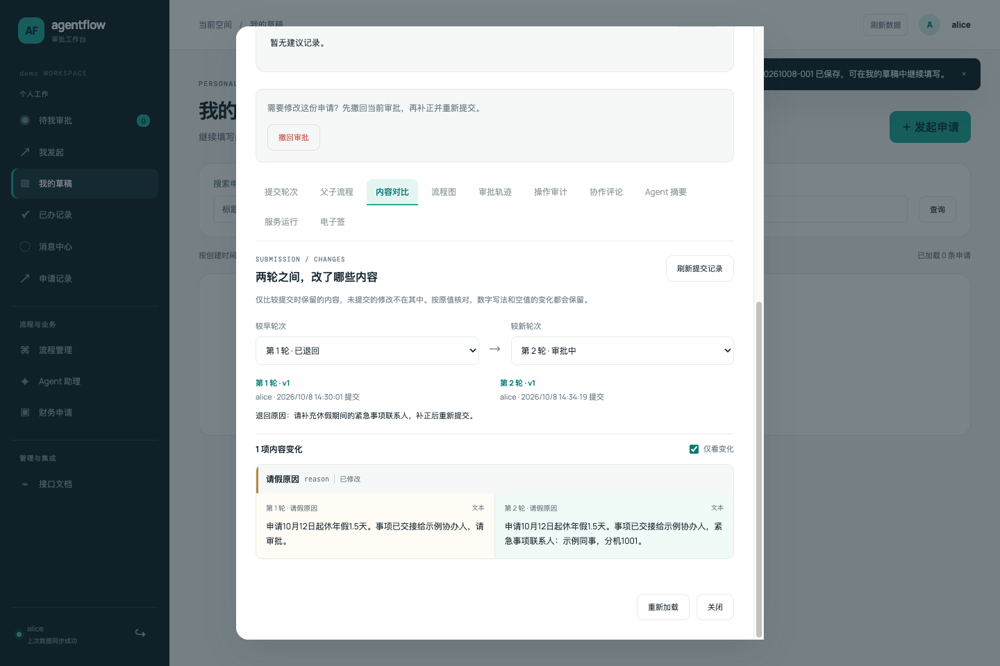 AF
agentflow
审批工作台
demo WORKSPACE
个人工作
待我审批
0
我发起
我的草稿
已办记录
消息中心
申请记录
流程与业务
流程管理
Agent 助理
财务申请
管理与集成
接口文档
alice
上次数据同步成功
当前空间 / 我的草稿
刷新数据
A
alice
0261008-001 已保存，可在我的草稿中继续填写。 ×
PERSONAL
我的
继续填写
+ 发起申请
搜索申
标题
查询
按创建时间
已加载 0 条申请
暂无建议记录。
需要修改这份申请？先撤回当前审批，再补正并重新提交。
撤回审批
提交轮次
父子流程
内容对比
流程图
审批轨迹
操作审计
协作评论
Agent 摘要
服务运行
电子签
SUBMISSION / CHANGES
两轮之间，改了哪些内容
刷新提交记录
仅比较提交时保留的内容，未提交的修改不在其中。按原值核对，数字写法和空值的变化都会保留。
较早轮次
较新轮次
第 1 轮 · 已退回
→
第 2 轮 · 审批中
第 1 轮 · v1
第 2 轮 · v1
alice · 2026/10/8 14:30:01 提交
alice · 2026/10/8 14:34:19 提交
退回原因：请补充休假期间的紧急事项联系人，补正后重新提交。
1 项内容变化
仅看变化
请假原因 reason 已修改
第 1 轮 · 请假原因
文本
申请10月12日起休年假1.5天。事项已交接给示例协办人，请
审批。
第 2 轮 · 请假原因
文本
申请10月12日起休年假1.5天。事项已交接给示例协办人，紧
急事项联系人：示例同事，分机1001。
重新加载
关闭